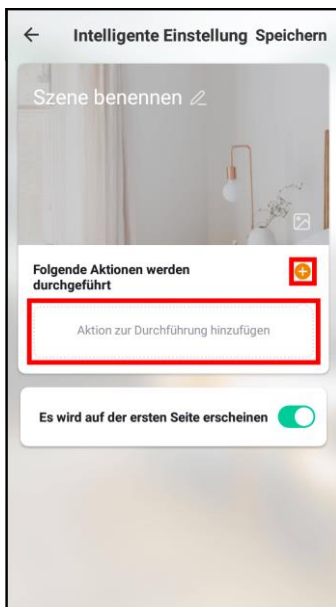 Intelligente Einstellung Speichern
Szene benennen
Folgende Aktionen werden
durchgeführt
Aktion zur Durchführung hinzufügen
Es wird auf der ersten Seite erscheinen